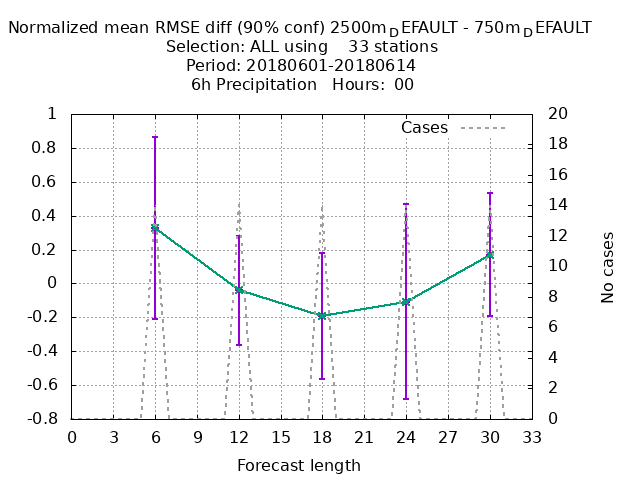 Normalized mean RMSE diff (90% conf) 2500m_DEFAULT - 750m_DEFAULT
Selection: ALL using 33 stations
Period: 20180601-20180614
6h Precipitation Hours: 00
Cases
1
0.8
0.6
0.4
0.2
0
-0.2
-0.4
-0.6
-0.8
20
18
16
14
12
10
8
6
4
2
0
No cases
0 3 6 9 12 15 18 21 24 27 30 33
Forecast length